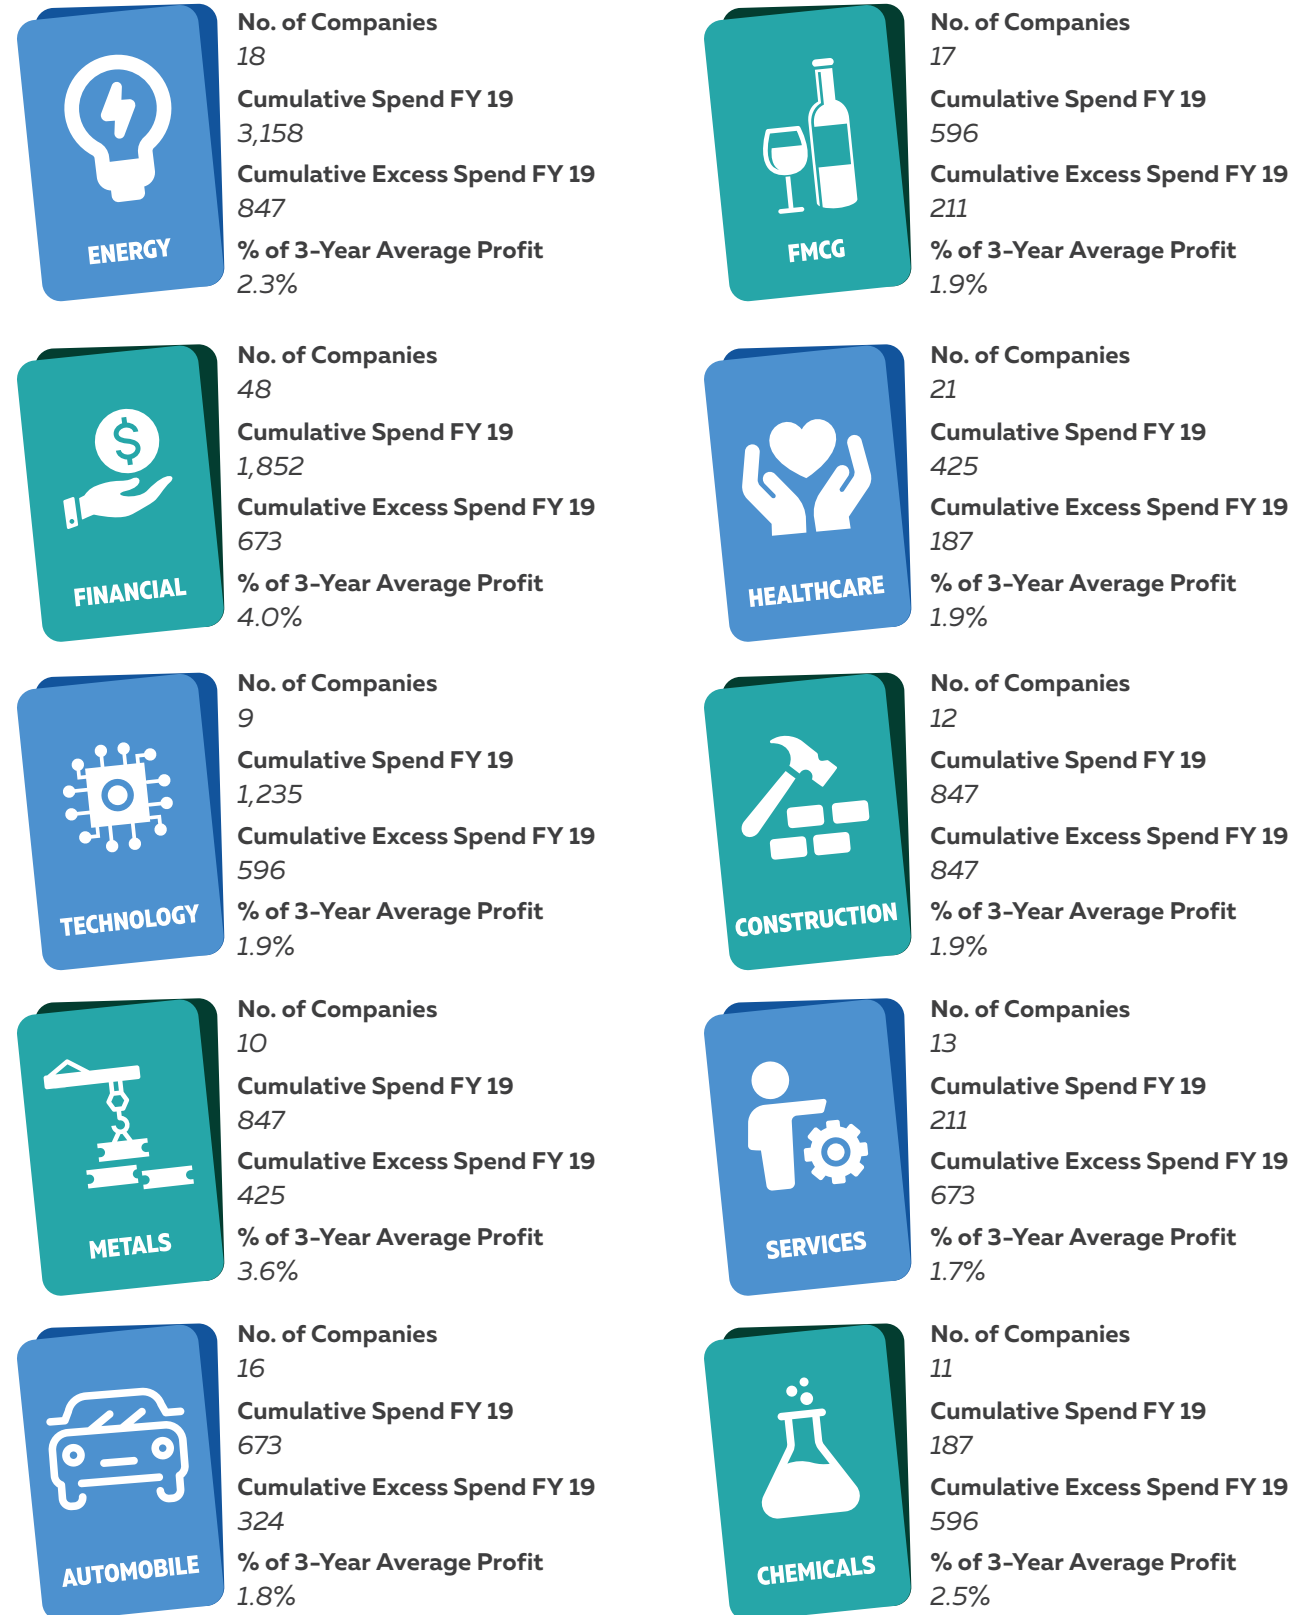 ENERGY
No. of Companies
18
Cumulative Spend FY 19
3,158
Cumulative Excess Spend FY 19
847
% of 3-Year Average Profit
2.3%
FMCG
No. of Companies
17
Cumulative Spend FY 19
596
Cumulative Excess Spend FY 19
211
% of 3-Year Average Profit
1.9%
$
FINANCIAL
No. of Companies
48
Cumulative Spend FY 19
1,852
Cumulative Excess Spend FY 19
673
% of 3-Year Average Profit
4.0%
HEALTHCARE
No. of Companies
21
Cumulative Spend FY 19
425
Cumulative Excess Spend FY 19
187
% of 3-Year Average Profit
1.9%
TECHNOLOGY
No. of Companies
9
Cumulative Spend FY 19
1,235
Cumulative Excess Spend FY 19
596
% of 3-Year Average Profit
1.9%
CONSTRUCTION
No. of Companies
12
Cumulative Spend FY 19
847
Cumulative Excess Spend FY 19
847
% of 3-Year Average Profit
1.9%
METALS
No. of Companies
10
Cumulative Spend FY 19
847
Cumulative Excess Spend FY 19
425
% of 3-Year Average Profit
3.6%
SERVICES
No. of Companies
13
Cumulative Spend FY 19
211
Cumulative Excess Spend FY 19
673
% of 3-Year Average Profit
1.7%
AUTOMOBILE
No. of Companies
16
Cumulative Spend FY 19
673
Cumulative Excess Spend FY 19
324
% of 3-Year Average Profit
1.8%
CHEMICALS
No. of Companies
11
Cumulative Spend FY 19
187
Cumulative Excess Spend FY 19
596
% of 3-Year Average Profit
2.5%